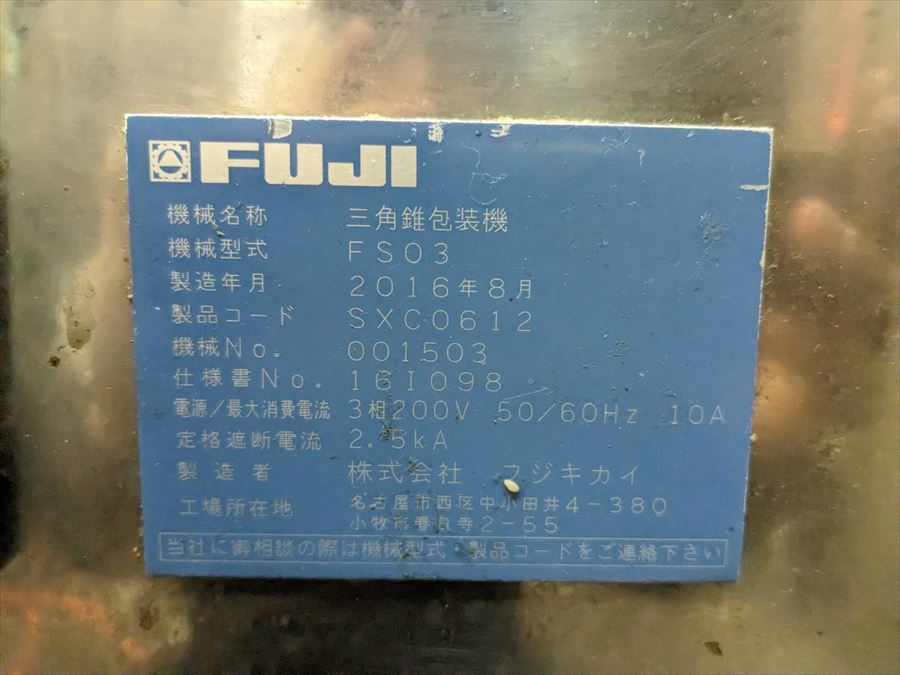 FUJI
機械名称 三角錐包装機
機械型式 FS03
製造年月 2016年8月
製品コード SXC0612
機械No. 001503
仕様書No. 16I098
電源/最大消費電流 3相200V 50/60Hz 10A
定格遮断電流 2.5kA
製造者 株式会社 フジキカイ
工場所在地 名古屋市西区中小田井4-380
小牧市春日寺2-55
当社に御相談の際は機械型式・製品コードをご連絡下さい